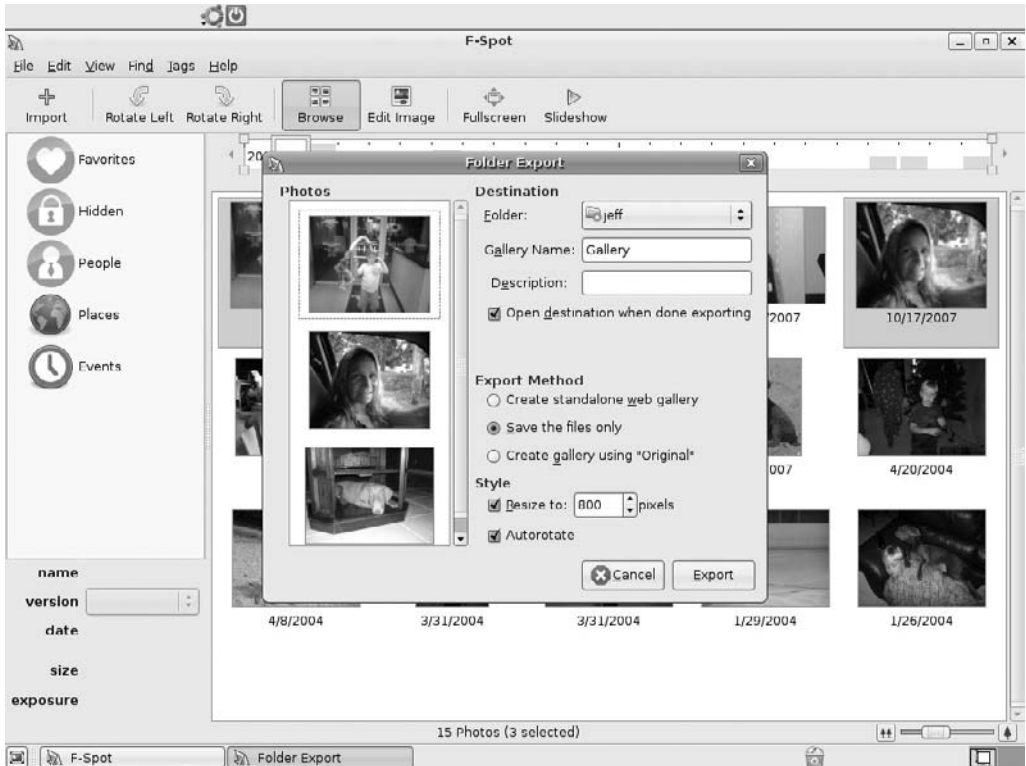 F-Spot
File Edit View Find Tags Help
Import Rotate Left Rotate Right Browse Edit Image Fullscreen Slideshow
Favorites
Hidden
People
Places
Events
name
version
date
size
exposure
20
Folder Export
Photos
Destination
Folder: jeff
Gallery Name: Gallery
Description:
Open destination when done exporting
Export Method
Create standalone web gallery
Save the files only
Create gallery using "Original"
Style
Resize to: 800 pixels
Autorotate
Cancel Export
2007 10/17/2007
007 4/20/2004
4/8/2004 3/31/2004 3/31/2004 1/29/2004 1/26/2004
15 Photos (3 selected)
F-Spot Folder Export